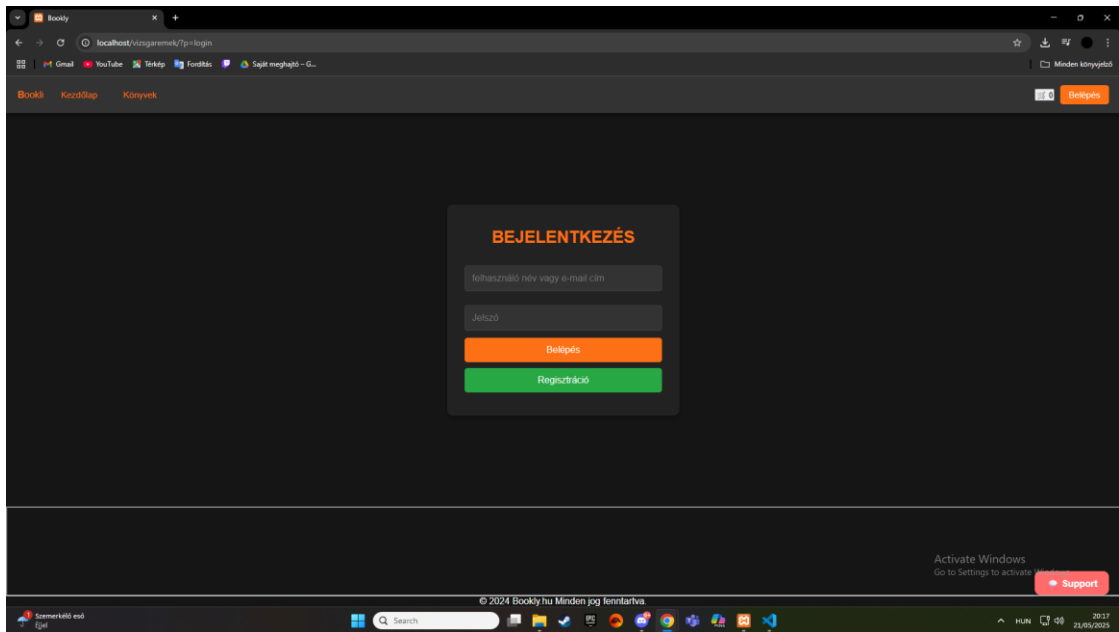 Bookly
localhost/vizsgaremek/?p=login
Gmail YouTube Térkép Fordítás Saját meghajtó – G...
Minden könyvjelző
Bookli Kezdőlap Könyvek
0 Belépés
BEJELENTKEZÉS
felhasználó név vagy e-mail cím
Jelszó
Belépés
Regisztráció
Activate Windows
Go to Settings to activate
Support
© 2024 Bookly.hu Minden jog fenntartva.
Szemerkélő eső
Éjjel
Search
HUN
20:17
21/05/2025